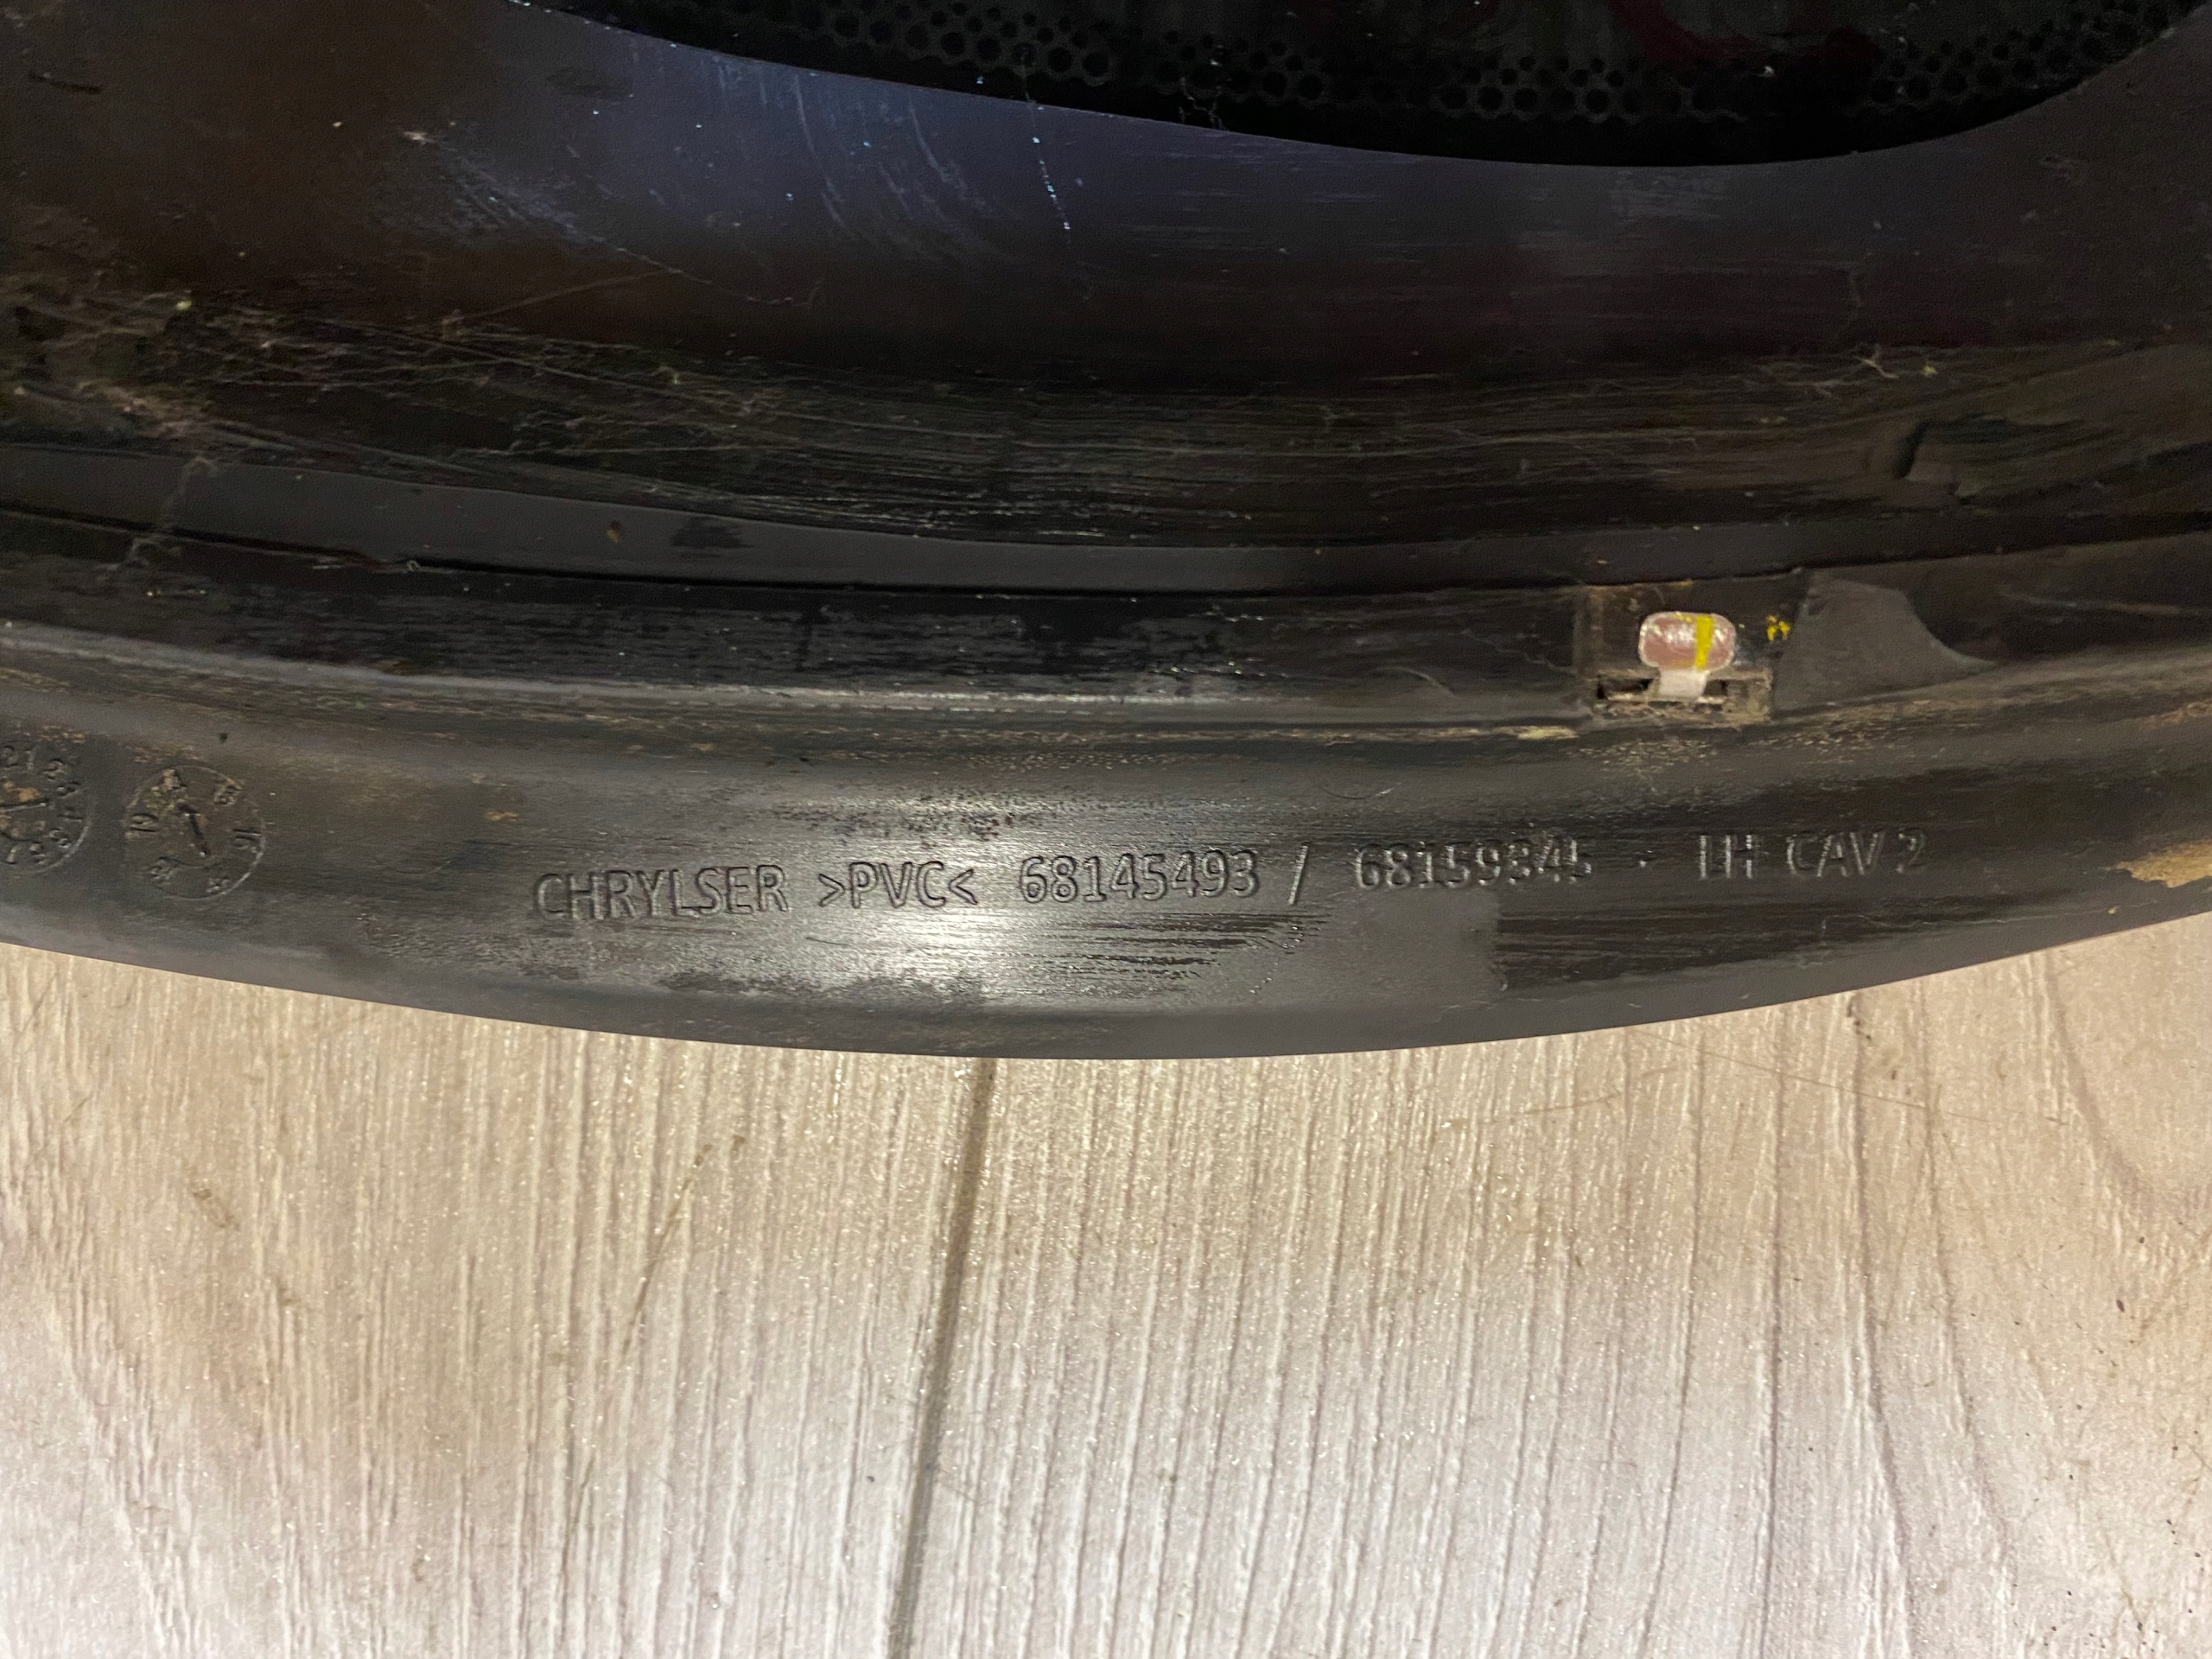 CHRYLSER >PVC< 68145493 / 68159345 - LH CAV 2